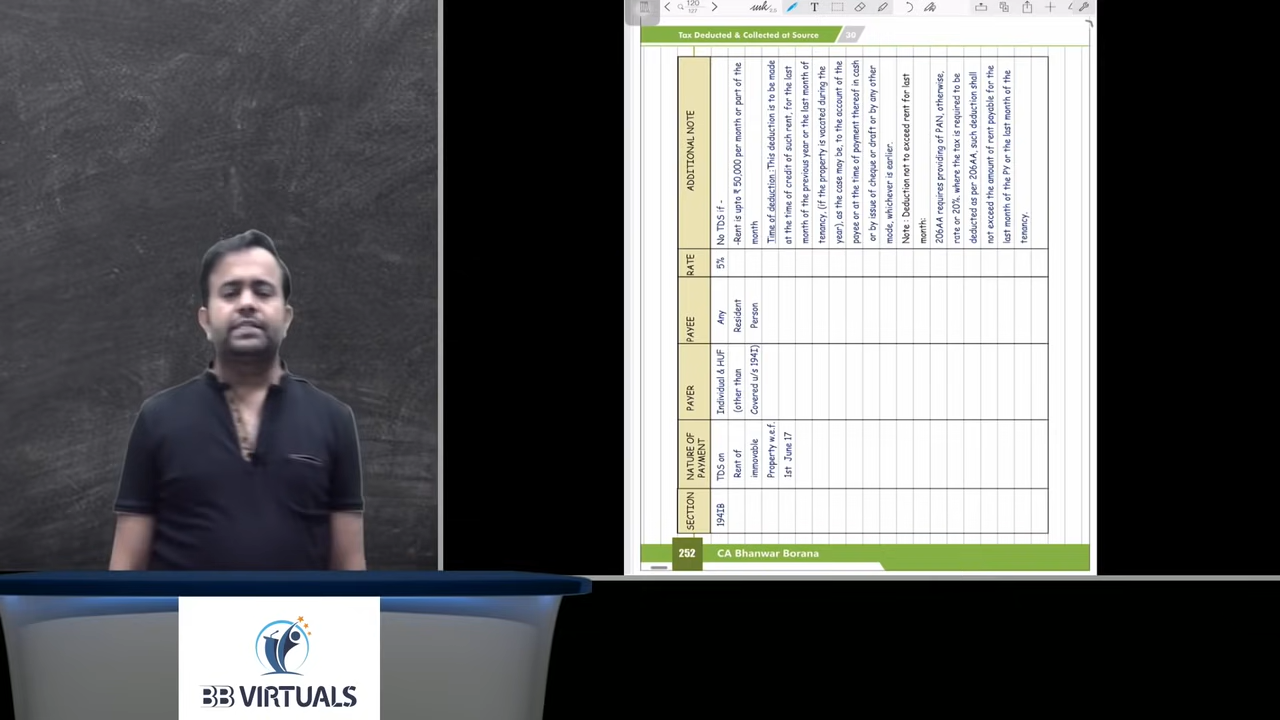 120
127
2.5
T
Tax Deducted & Collected at Source 30
SECTION
NATURE OF
PAYMENT
PAYER
PAYEE
RATE
ADDITIONAL NOTE
194IB
TDS on
Rent of
immovable
Property w.e.f.
1st June 17
Individual & HUF
(other than
Covered u/s 194I)
Any
Resident
Person
5%
No TDS if -
-Rent is upto ₹ 50,000 per month or part of the
month
Time of deduction : This deduction is to be made
at the time of credit of such rent, for the last
month of the previous year or the last month of
tenancy, (if the property is vacated during the
year), as the case may be, to the account of the
payee or at the time of payment thereof in cash
or by issue of cheque or draft or by any other
mode, whichever is earlier.
Note : Deduction not to exceed rent for last
month:
206AA requires providing of PAN, otherwise,
rate or 20%, where the tax is required to be
deducted as per 206AA, such deduction shall
not exceed the amount of rent payable for the
last month of the PY or the last month of the
tenancy.
252 CA Bhanwar Borana
BB VIRTUALS